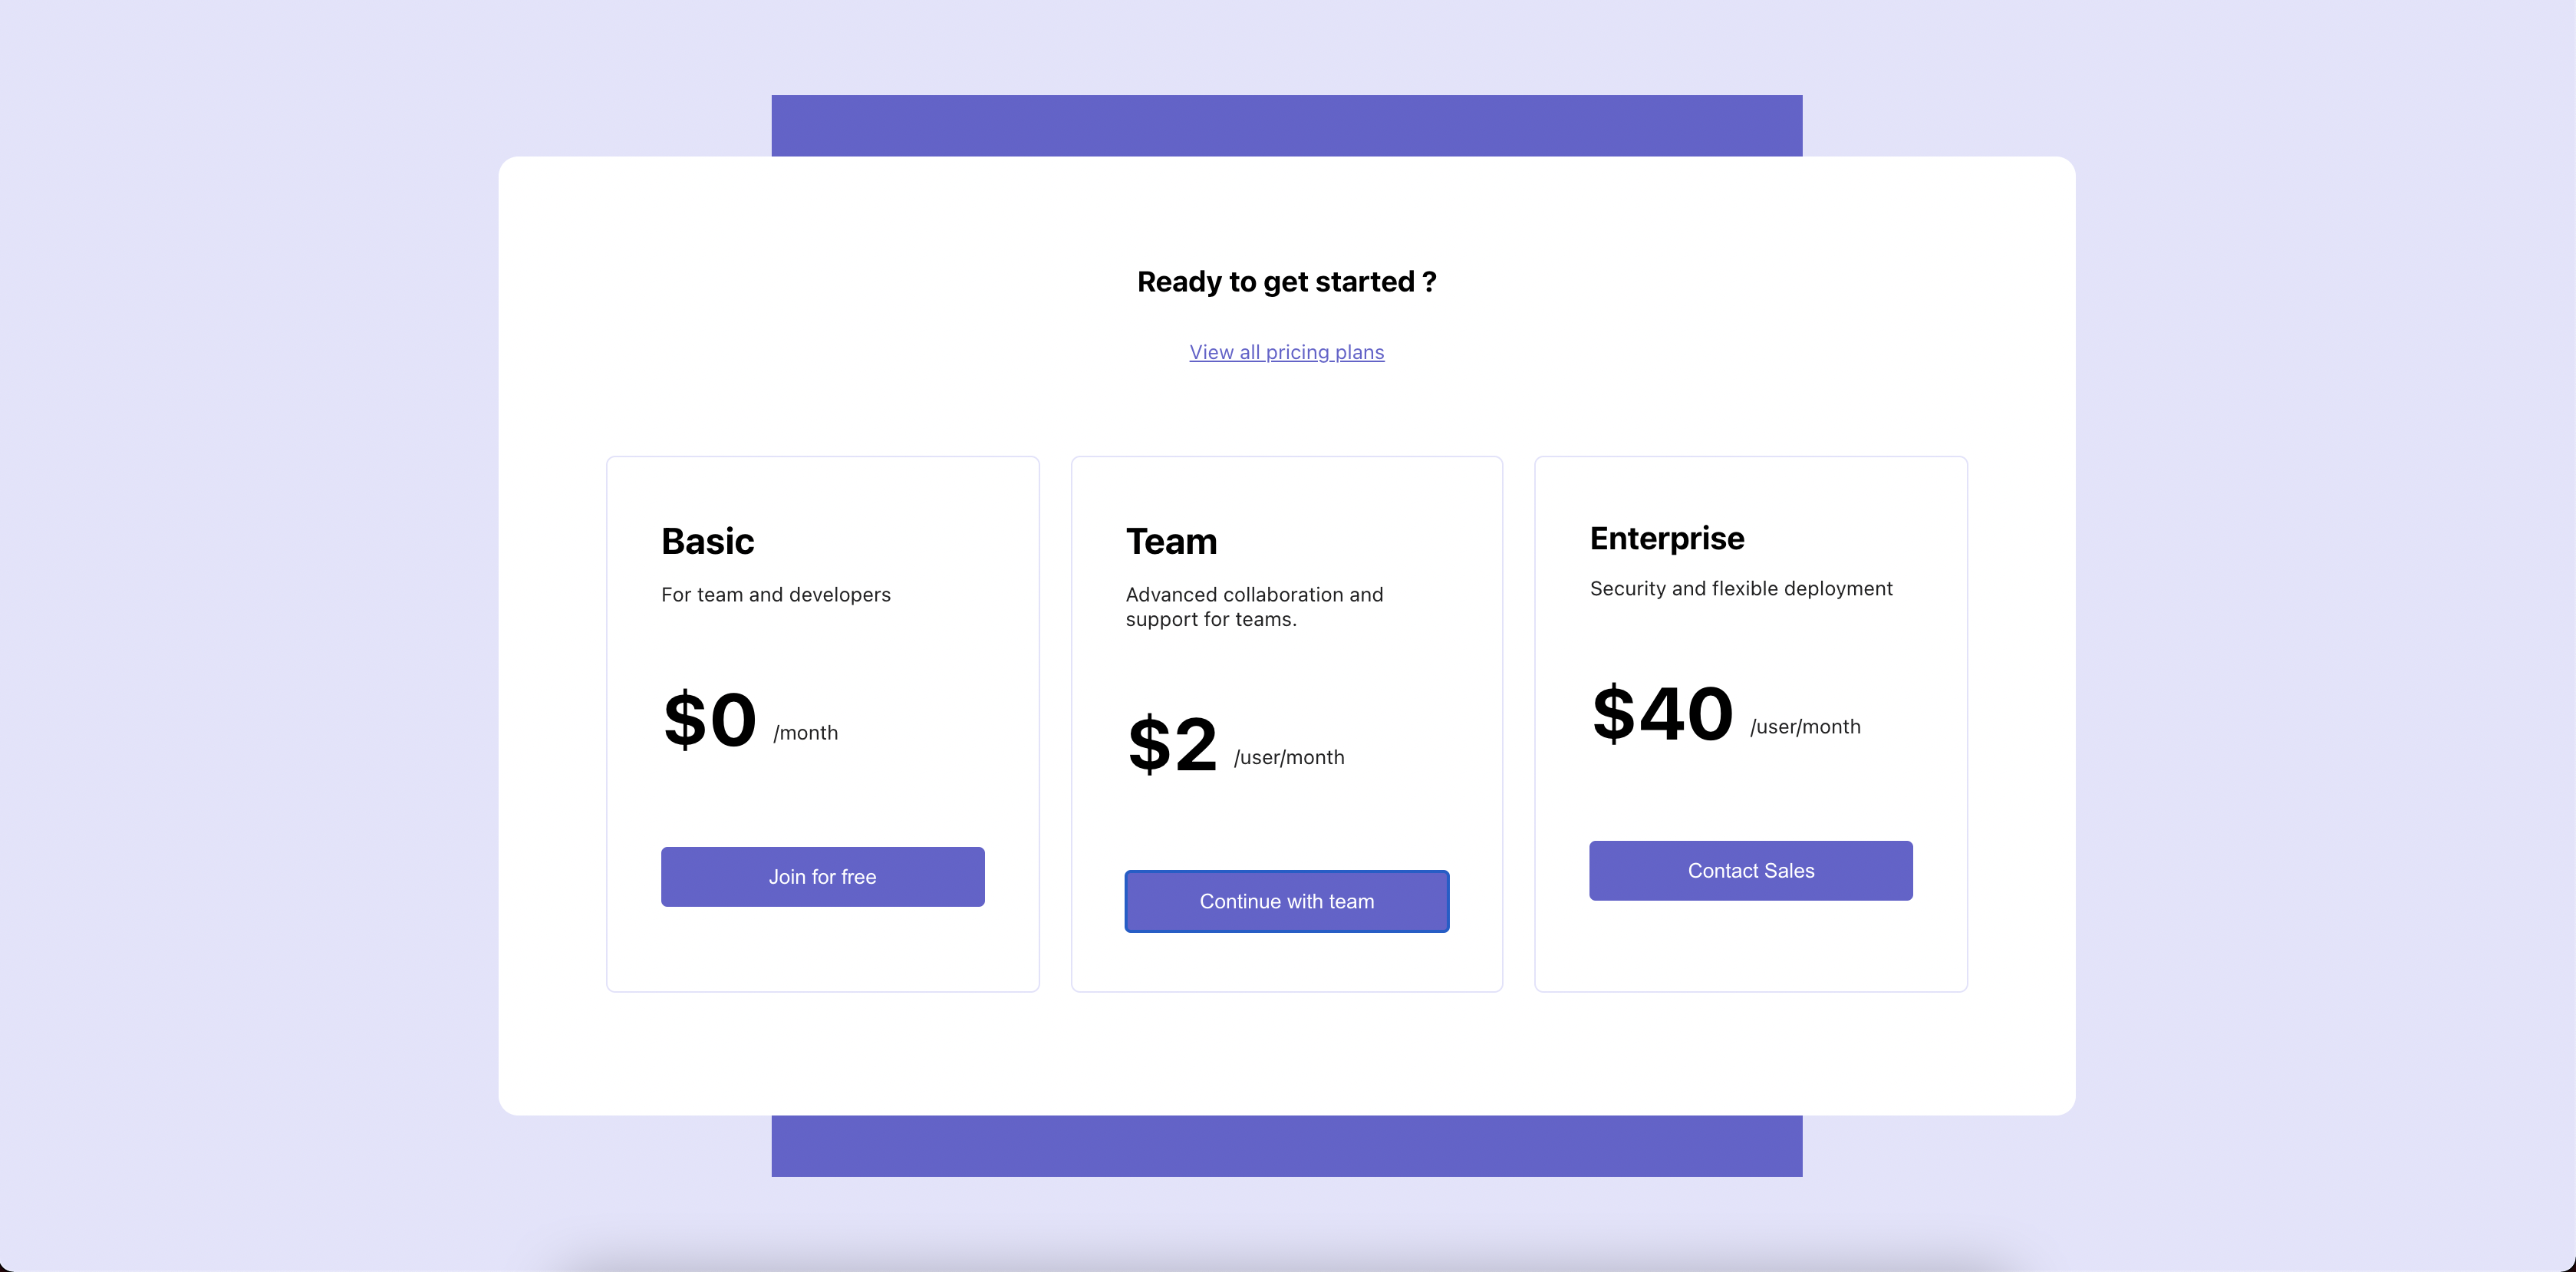 Ready to get started ?
View all pricing plans
Basic
For team and developers
$0 /month
Join for free
Team
Advanced collaboration and
support for teams.
$2 /user/month
Continue with team
Enterprise
Security and flexible deployment
$40 /user/month
Contact Sales